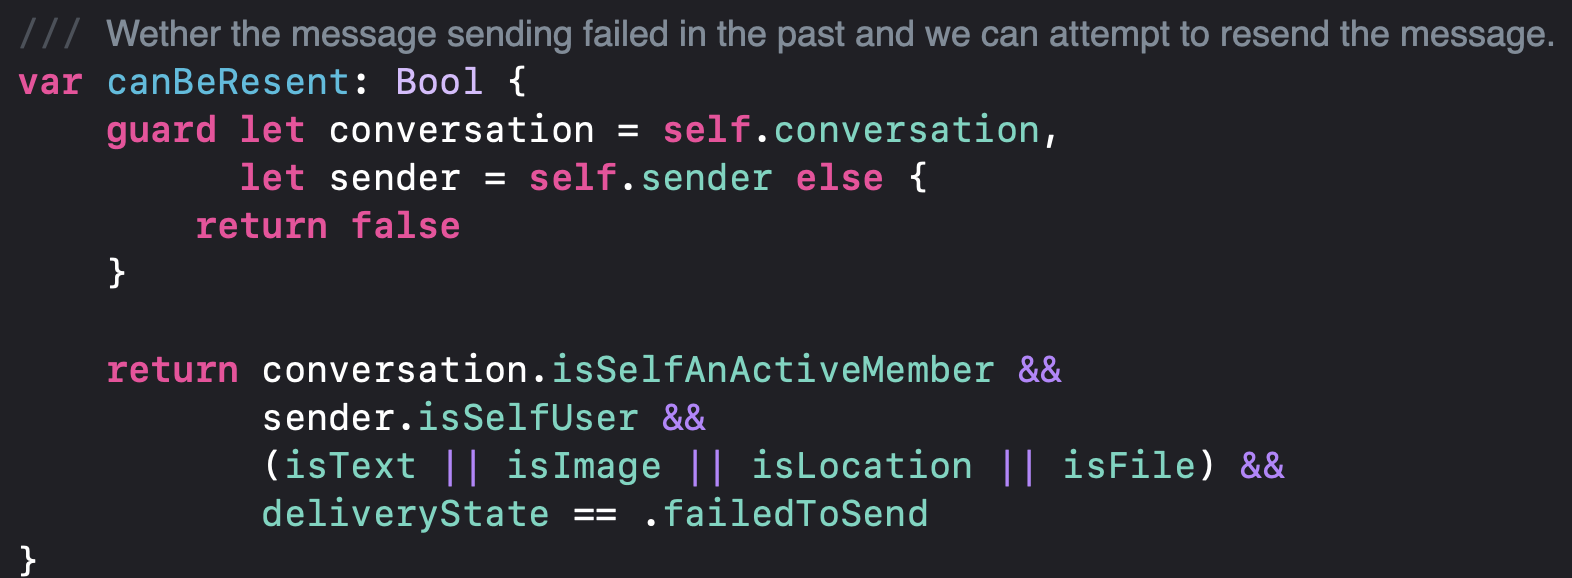 /// Wether the message sending failed in the past and we can attempt to resend the message.
var canBeResent: Bool {
    guard let conversation = self.conversation,
          let sender = self.sender else {
        return false
    }

    return conversation.isSelfAnActiveMember &&
           sender.isSelfUser &&
           (isText || isImage || isLocation || isFile) &&
           deliveryState == .failedToSend
}